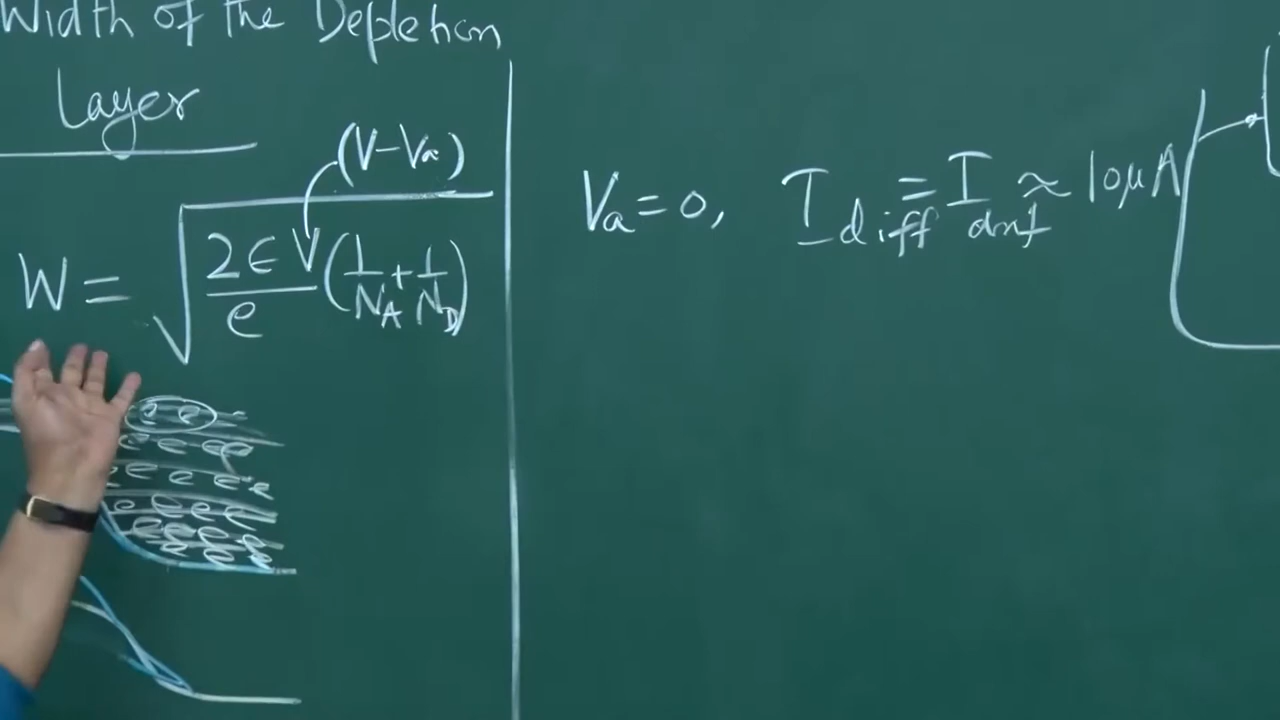 Width of the Depletion
Layer
(V-Va)
W = √ 2εV/e (1/NA + 1/ND)
Va = 0, Idiff = Idrift ≈ 10μA
e e e
e e e e
e e e e e
e e e e
e e e e